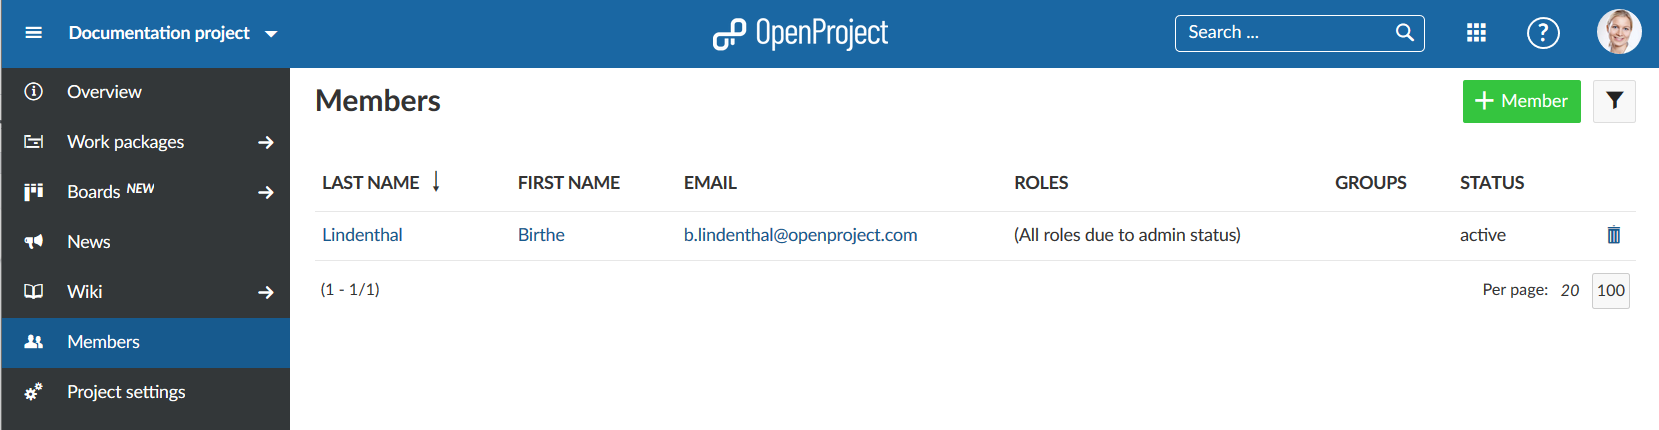 Documentation project
OpenProject
Search ...
?
Overview
Work packages
Boards NEW
News
Wiki
Members
Project settings
Members
+ Member
LAST NAME ↓ FIRST NAME EMAIL ROLES GROUPS STATUS
Lindenthal Birthe b.lindenthal@openproject.com (All roles due to admin status) active
(1 - 1/1) Per page: 20 100